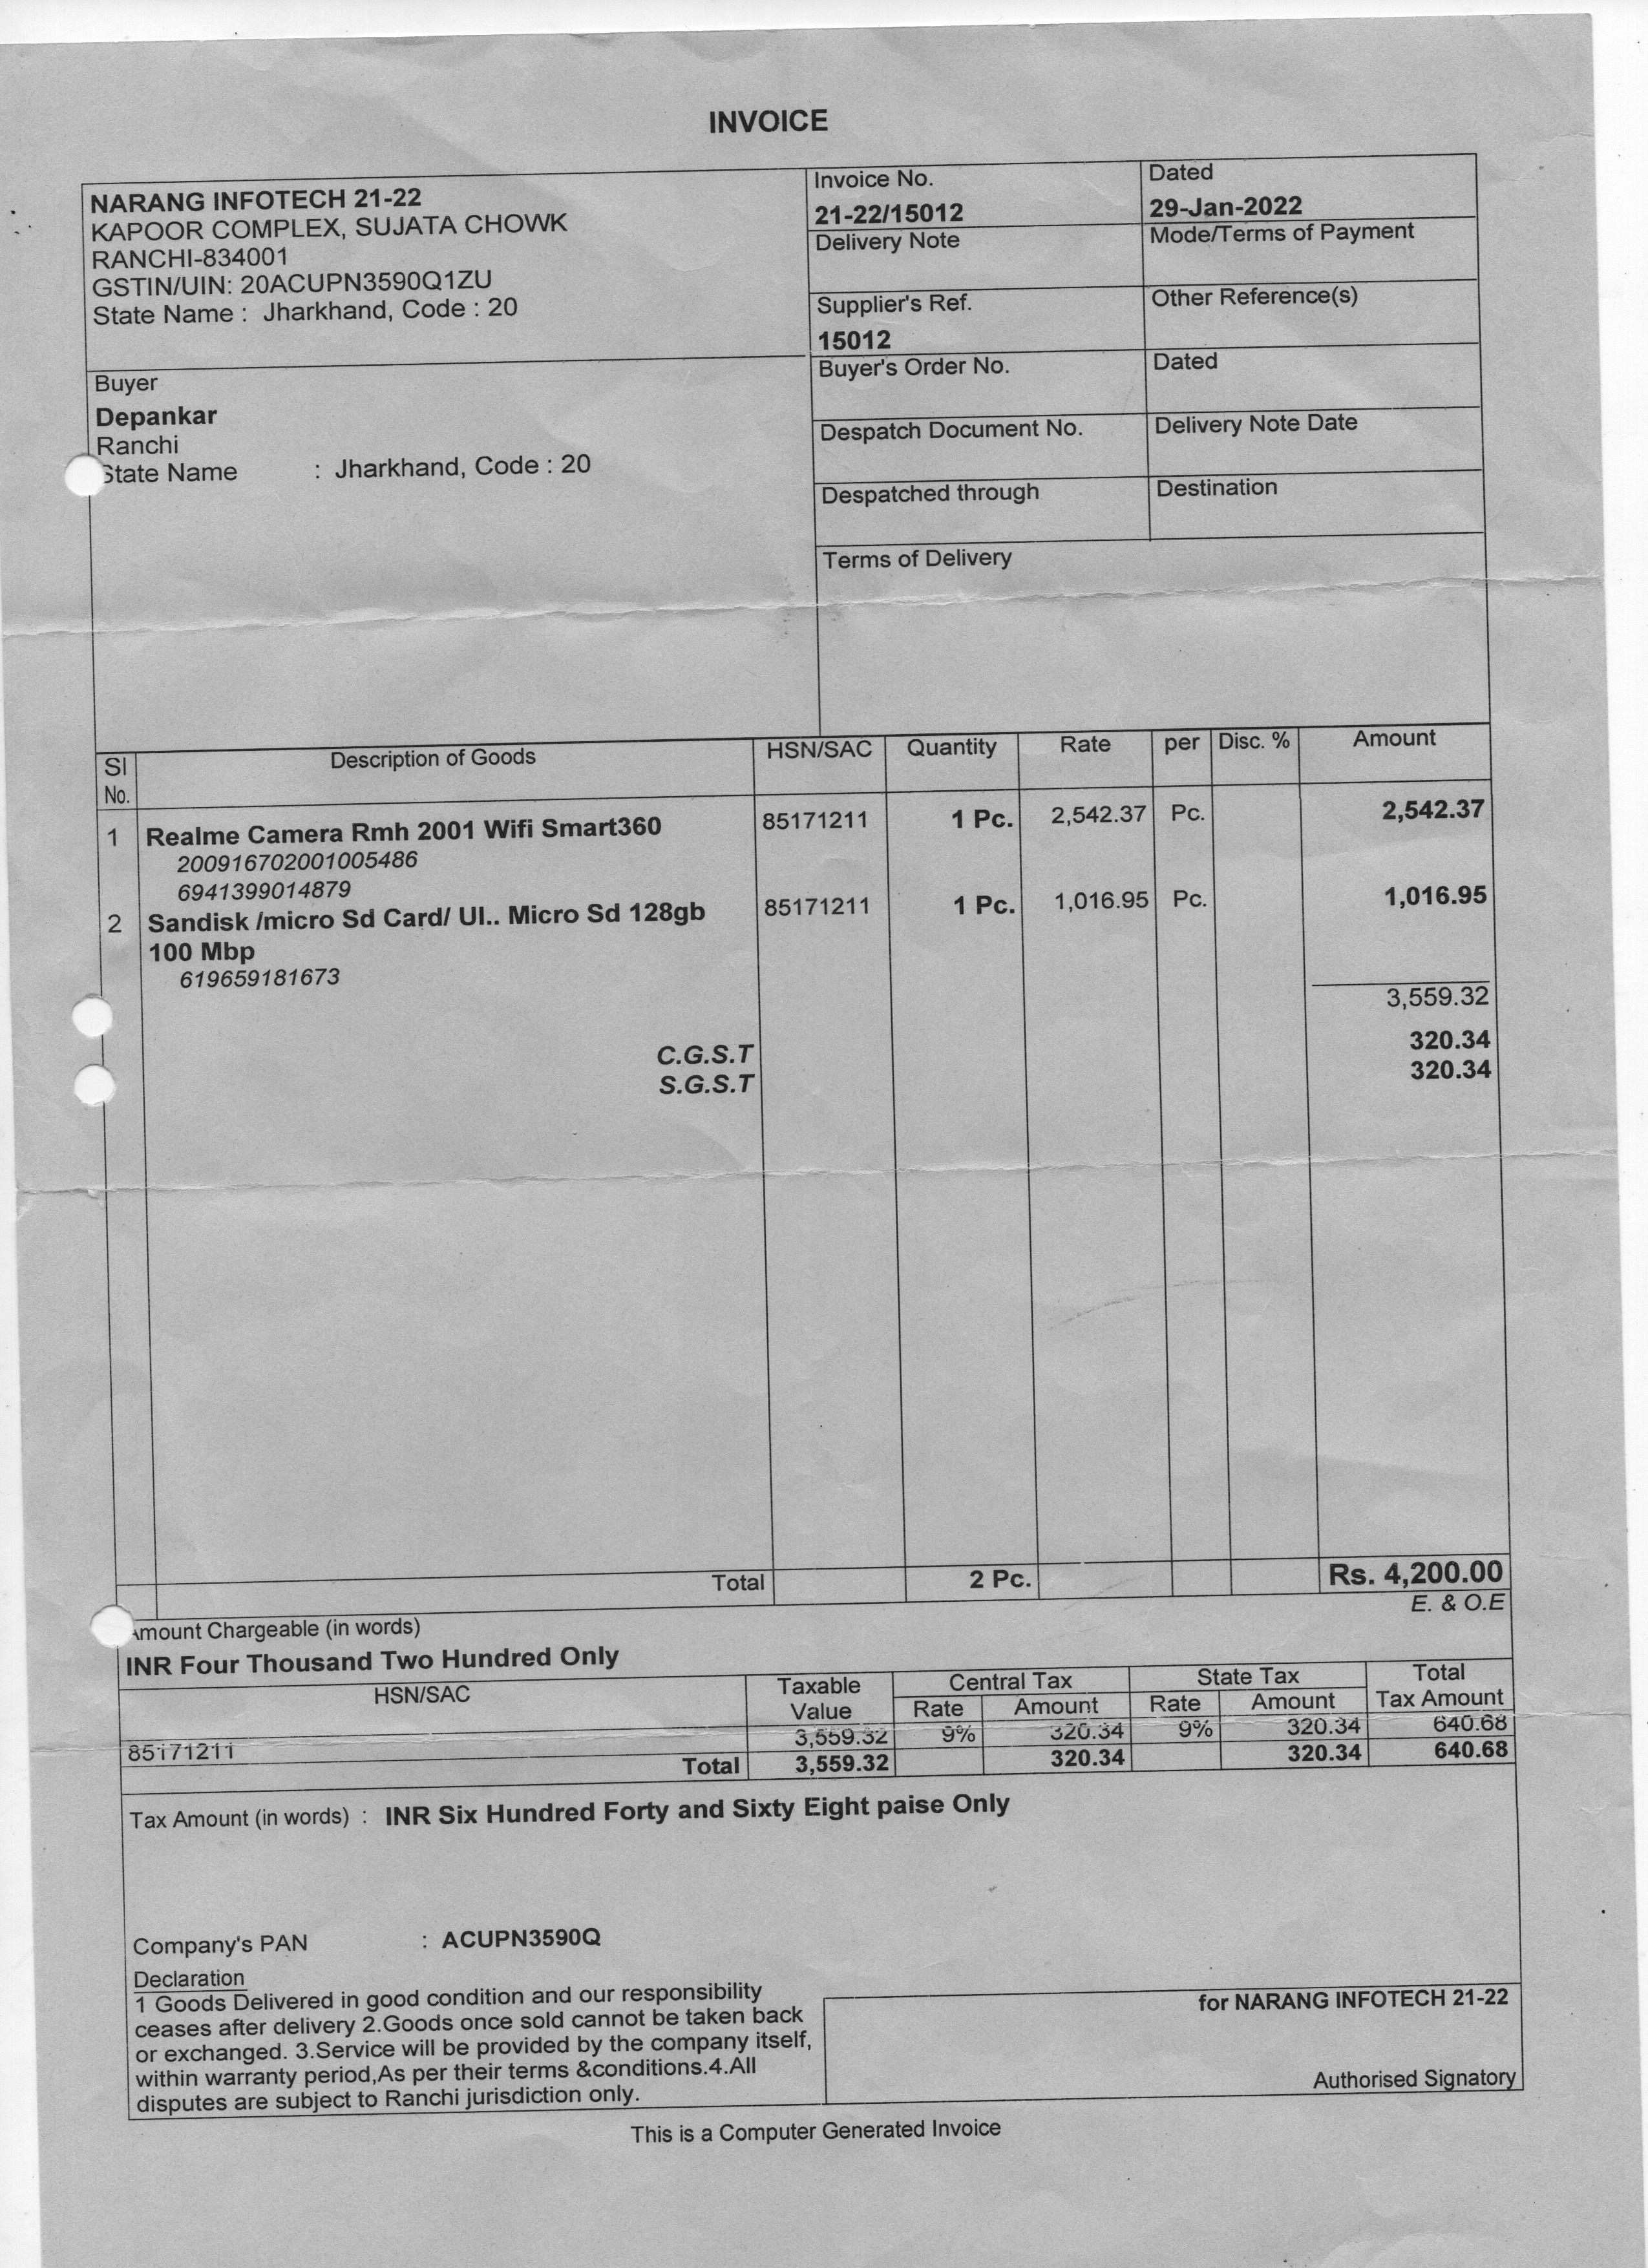 INVOICE
NARANG INFOTECH 21-22
KAPOOR COMPLEX, SUJATA CHOWK
RANCHI-834001
GSTIN/UIN: 20ACUPN3590Q1ZU
State Name : Jharkhand, Code : 20
Invoice No.
21-22/15012
Dated
29-Jan-2022
Delivery Note
Mode/Terms of Payment
Supplier's Ref.
15012
Other Reference(s)
Buyer's Order No.
Dated
Despatch Document No.
Delivery Note Date
Despatched through
Destination
Terms of Delivery
Buyer
Depankar
Ranchi
State Name : Jharkhand, Code : 20
Sl No. Description of Goods HSN/SAC Quantity Rate per Disc. % Amount
1 Realme Camera Rmh 2001 Wifi Smart360 85171211 1 Pc. 2,542.37 Pc. 2,542.37
200916702001005486
6941399014879
2 Sandisk /micro Sd Card/ Ul.. Micro Sd 128gb 85171211 1 Pc. 1,016.95 Pc. 1,016.95
100 Mbp
619659181673
3,559.32
C.G.S.T 320.34
S.G.S.T 320.34
Total 2 Pc. Rs. 4,200.00
E. & O.E
Amount Chargeable (in words)
INR Four Thousand Two Hundred Only
HSN/SAC Taxable Value Central Tax State Tax Total Tax Amount
Rate Amount Rate Amount
85171211 3,559.32 9% 320.34 9% 320.34 640.68
Total 3,559.32 320.34 320.34 640.68
Tax Amount (in words) : INR Six Hundred Forty and Sixty Eight paise Only
Company's PAN : ACUPN3590Q
Declaration
1 Goods Delivered in good condition and our responsibility
ceases after delivery 2.Goods once sold cannot be taken back
or exchanged. 3.Service will be provided by the company itself,
within warranty period,As per their terms &conditions.4.All
disputes are subject to Ranchi jurisdiction only.
for NARANG INFOTECH 21-22
Authorised Signatory
This is a Computer Generated Invoice